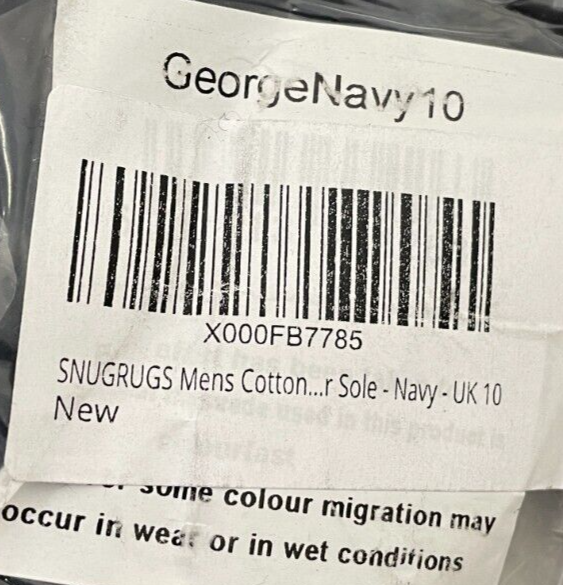 GeorgeNavy10
X000FB7785
SNUGRUGS Mens Cotton...r Sole - Navy - UK 10
New
some colour migration may
occur in wear or in wet conditions